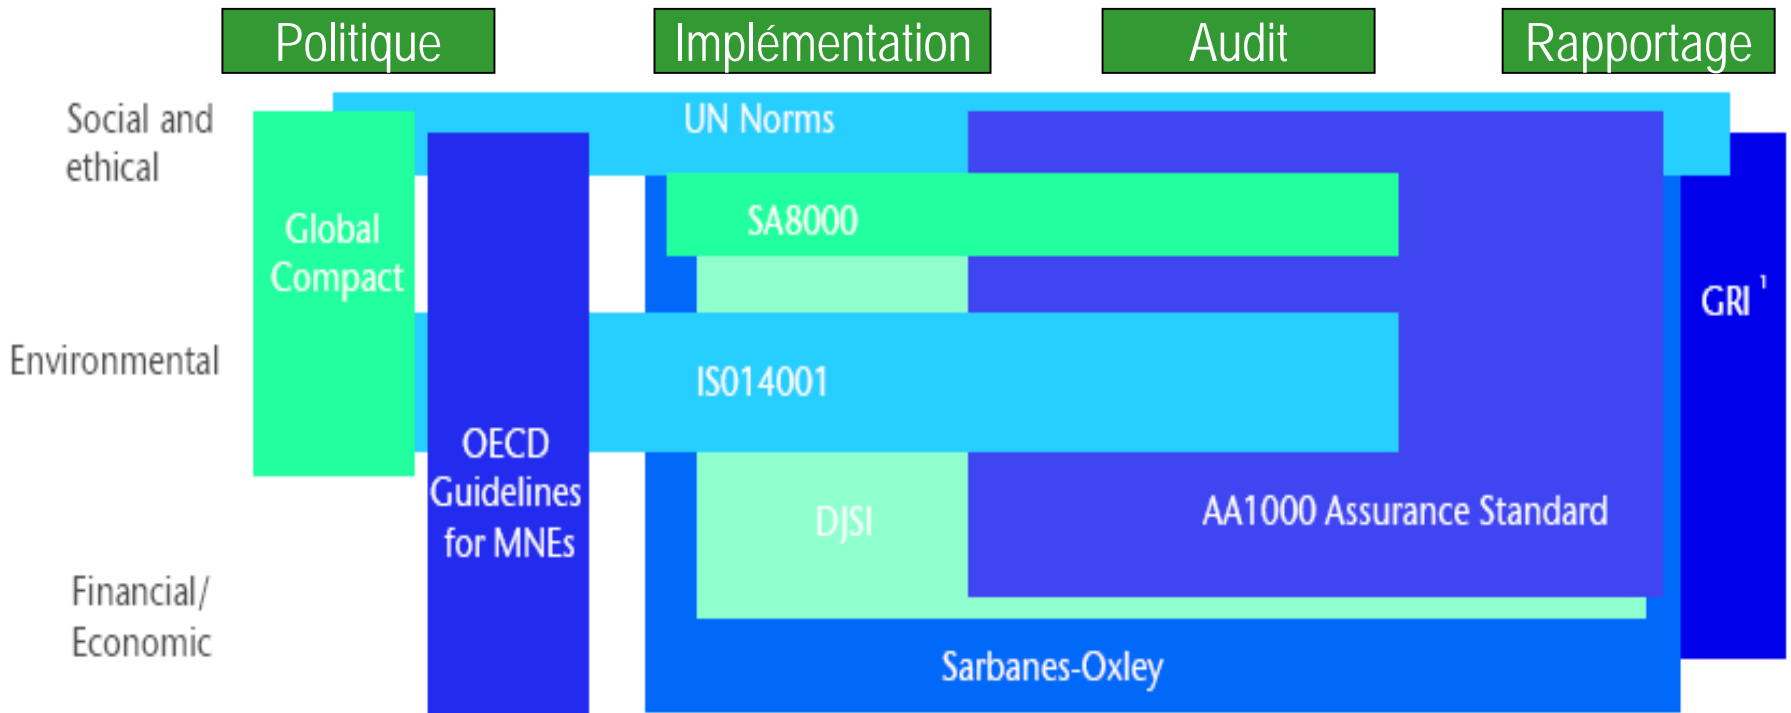 Politique
Implémentation
Audit
Rapportage
Social and
ethical
UN Norms
Global
Compact
SA8000
GRI 1
Environmental
IS014001
OECD
Guidelines
for MNEs
DJSI
AA1000 Assurance Standard
Financial/
Economic
Sarbanes-Oxley